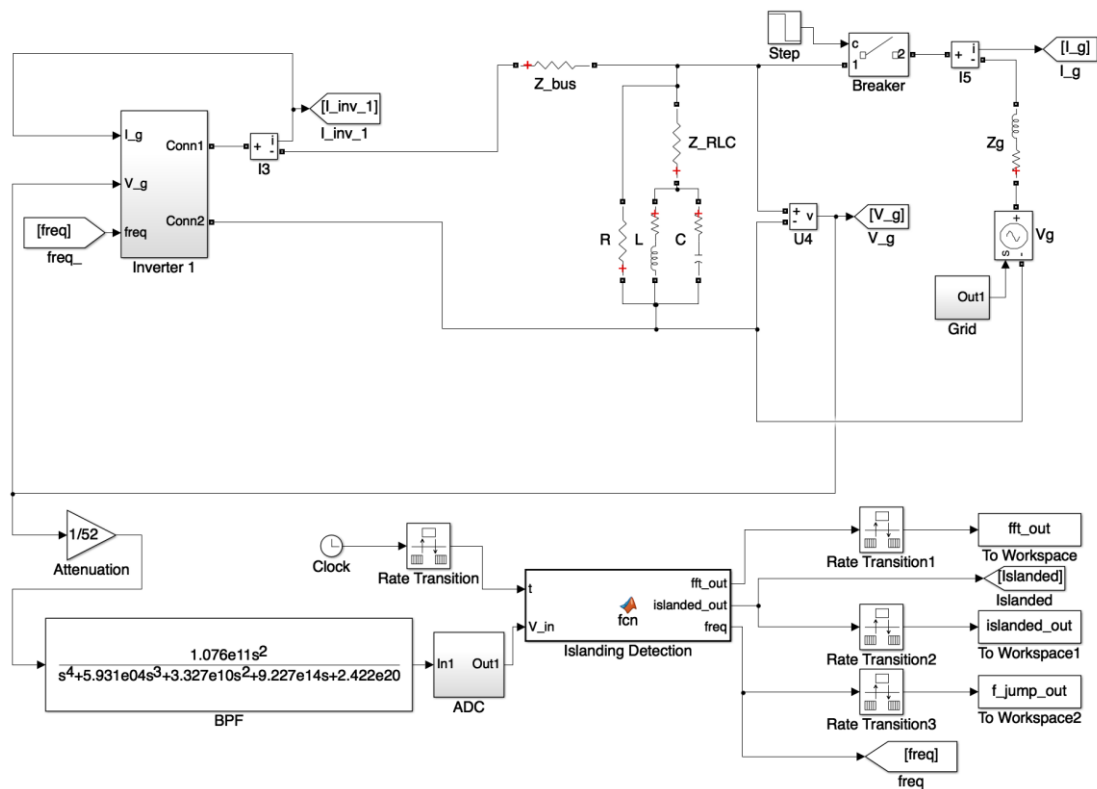 Step
c
1
2
Breaker
+
-
i
I5
[I_g]
I_g
+
Z_bus
[I_inv_1]
I_inv_1
I_g
V_g
freq
Conn1
Conn2
Inverter 1
+
-
i
I3
[freq]
freq_
Z_RLC
+
R
+
L
+
C
+
+
-
v
U4
[V_g]
V_g
Zg
+
+
-
s
Vg
Out1
Grid
1/52
Attenuation
Clock
Rate Transition
t
V_in
fcn
fft_out
islanded_out
freq
Islanding Detection
Rate Transition1
fft_out
To Workspace
[Islanded]
Islanded
Rate Transition2
islanded_out
To Workspace1
Rate Transition3
f_jump_out
To Workspace2
[freq]
freq
1.076e11s²
s⁴+5.931e04s³+3.327e10s²+9.227e14s+2.422e20
BPF
In1
Out1
ADC